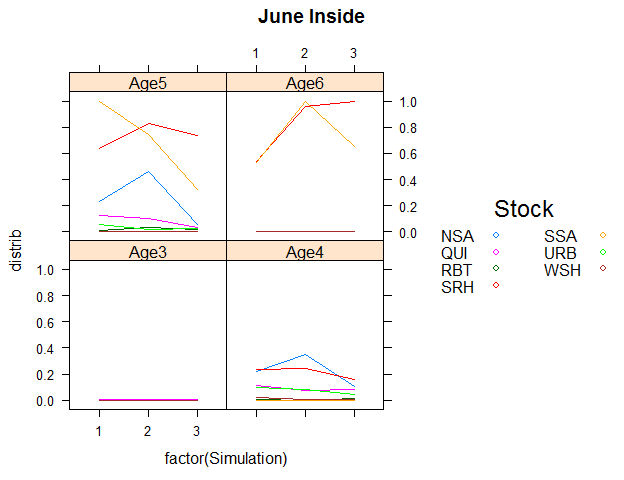 June Inside
1 2 3
Age5 Age6
1.0
0.8
0.6
0.4
0.2
0.0
distrib
Age3 Age4
1.0
0.8
0.6
0.4
0.2
0.0
1 2 3
factor(Simulation)
Stock
NSA SSA
QUI URB
RBT WSH
SRH